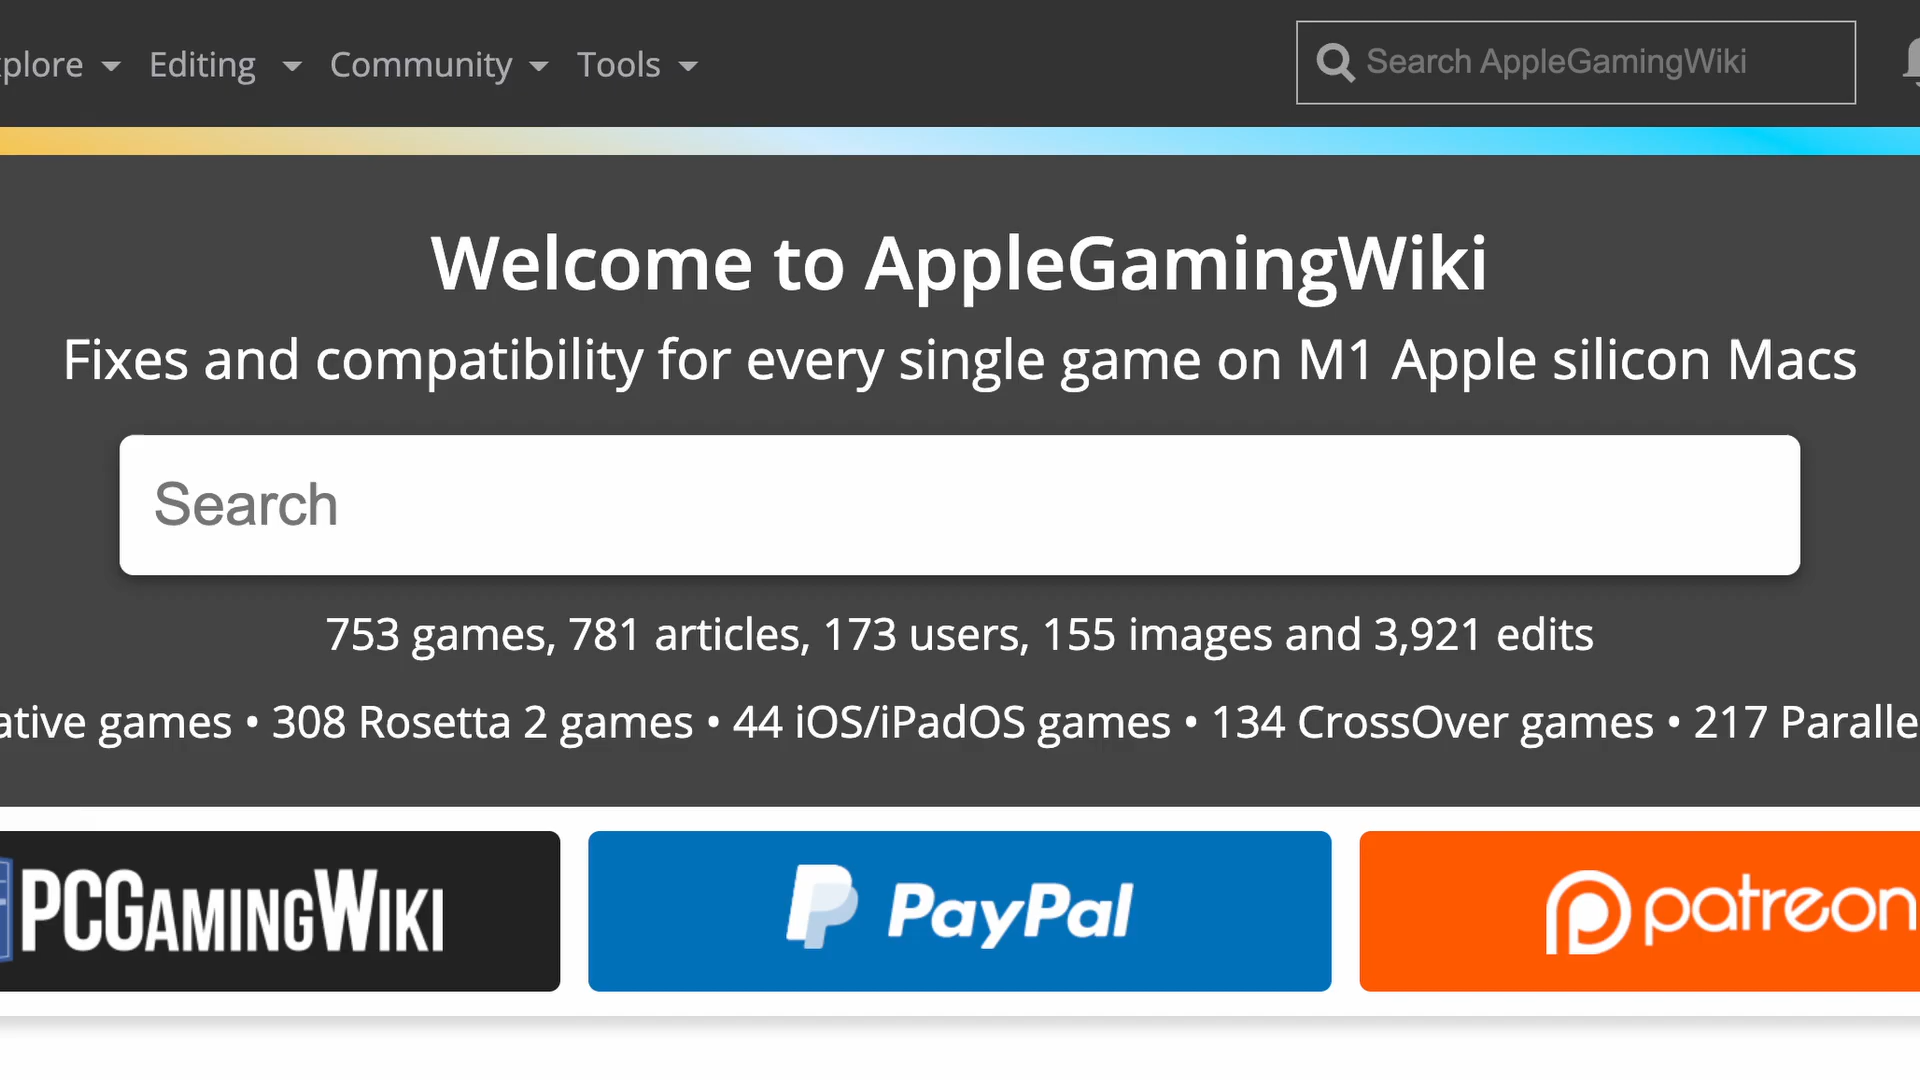 plore Editing Community Tools Search AppleGamingWiki
Welcome to AppleGamingWiki
Fixes and compatibility for every single game on M1 Apple silicon Macs
Search
753 games, 781 articles, 173 users, 155 images and 3,921 edits
ative games • 308 Rosetta 2 games • 44 iOS/iPadOS games • 134 CrossOver games • 217 Paralle
PCGAMINGWIKI PayPal patreon